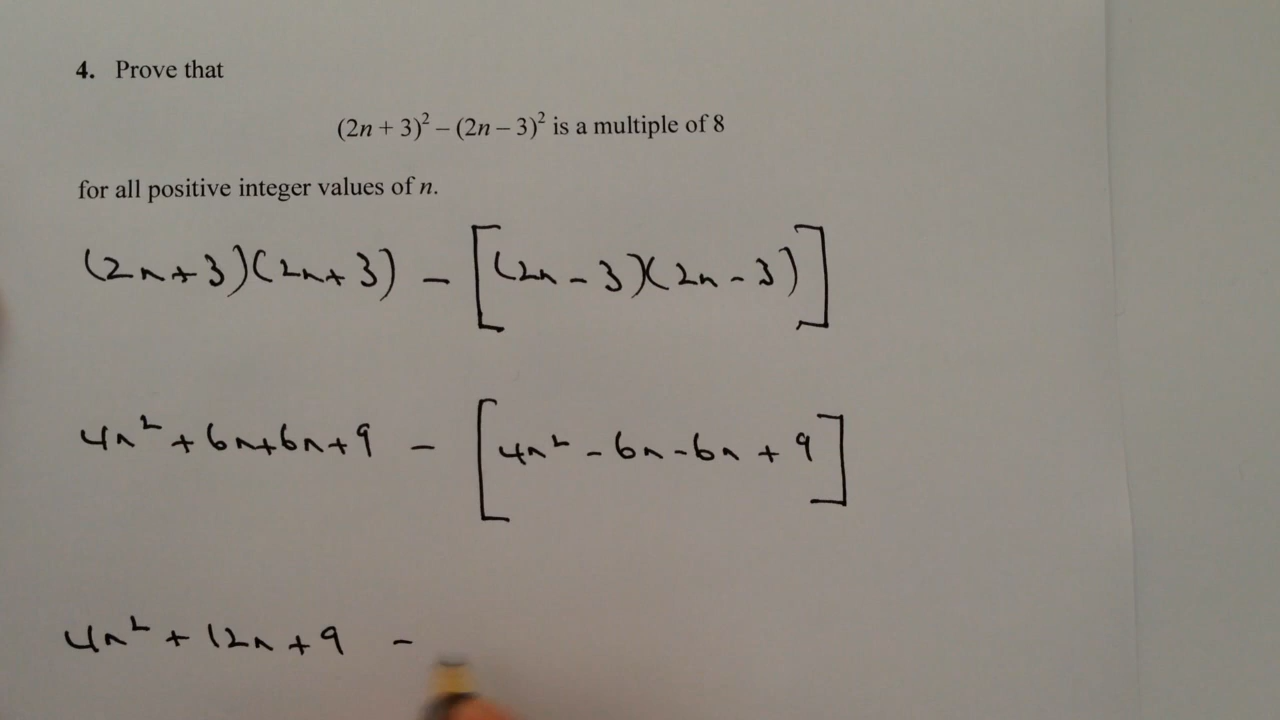 4. Prove that
(2n + 3)² – (2n – 3)² is a multiple of 8
for all positive integer values of n.
(2n+3)(2n+3) - [(2n-3)(2n-3)]
4n² + 6n+6n+9 - [4n² - 6n - 6n + 9]
4n² + 12n + 9 -